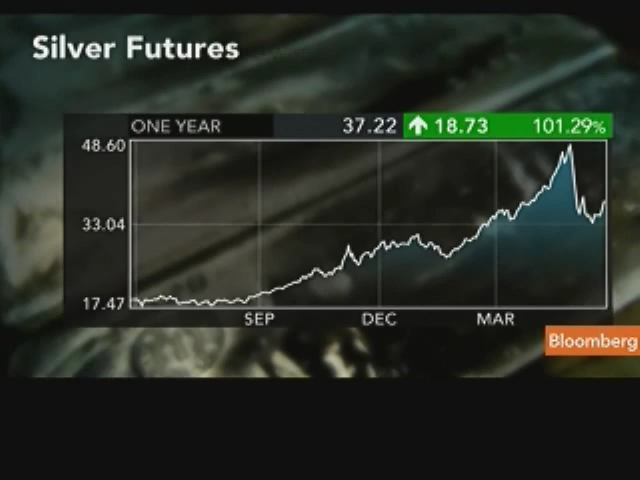 Silver Futures
ONE YEAR 37.22 18.73 101.29%
48.60
33.04
17.47
SEP DEC MAR
Bloomberg